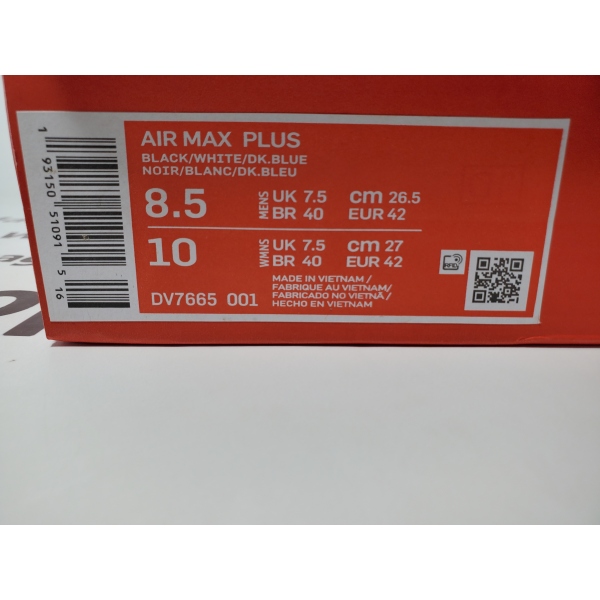 AIR MAX PLUS
BLACK/WHITE/DK.BLUE
NOIR/BLANC/DK.BLEU
8.5 MENS UK 7.5 cm 26.5
BR 40 EUR 42
10 WMNS UK 7.5 cm 27
BR 40 EUR 42
DV7665 001
MADE IN VIETNAM /
FABRIQUE AU VIETNAM/
FABRICADO NO VIETNÃ /
HECHO EN VIETNAM
RFID
1 93150 51091 5 16